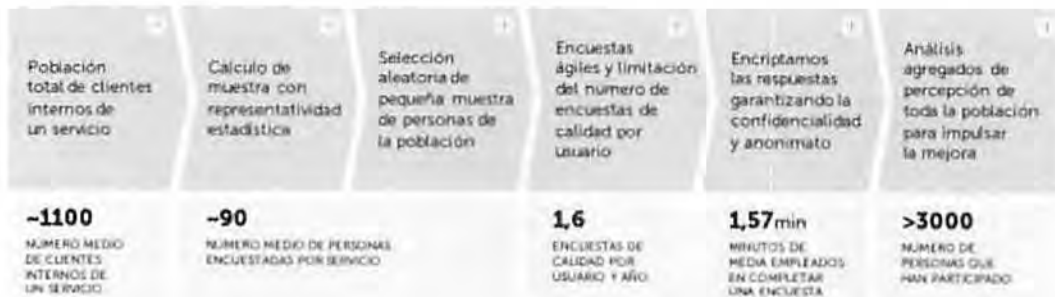 Población
total de clientes
internos de
un servicio
Cálculo de
muestra con
representatividad
estadística
Selección
aleatoria de
pequeña muestra
de personas de
la población
Encuestas
ágiles y limitación
del número de
encuestas de
calidad por
usuario
Encriptamos
las respuestas
garantizando la
confidencialidad
y anonimato
Análisis
agregados de
percepción de
toda la población
para impulsar
la mejora
~1100
NÚMERO MEDIO
DE CLIENTES
INTERNOS DE
UN SERVICIO
~90
NÚMERO MEDIO DE PERSONAS
ENCUESTADAS POR SERVICIO
1,6
ENCUESTAS DE
CALIDAD POR
USUARIO Y AÑO
1,57min
MINUTOS DE
MEDIA EMPLEADOS
EN COMPLETAR
UNA ENCUESTA
>3000
NÚMERO DE
PERSONAS QUE
HAN PARTICIPADO